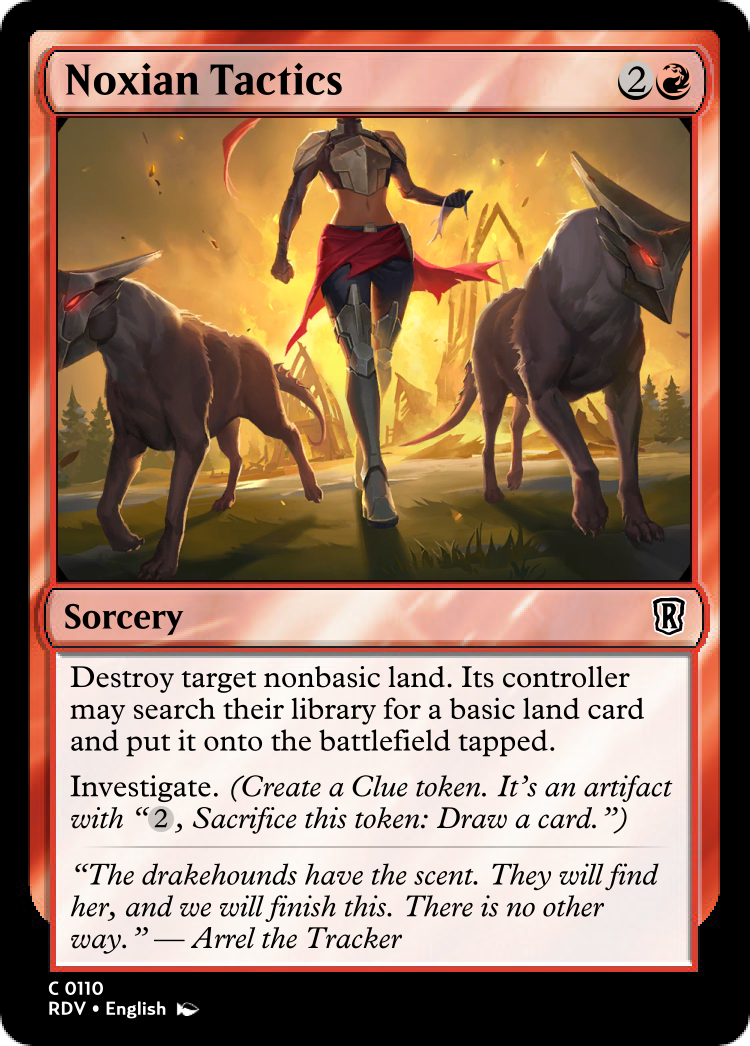 Noxian Tactics 2
Sorcery R
Destroy target nonbasic land. Its controller
may search their library for a basic land card
and put it onto the battlefield tapped.
Investigate. (Create a Clue token. It's an artifact
with “2, Sacrifice this token: Draw a card.”)
“The drakehounds have the scent. They will find
her, and we will finish this. There is no other
way.” — Arrel the Tracker
C 0110
RDV • English